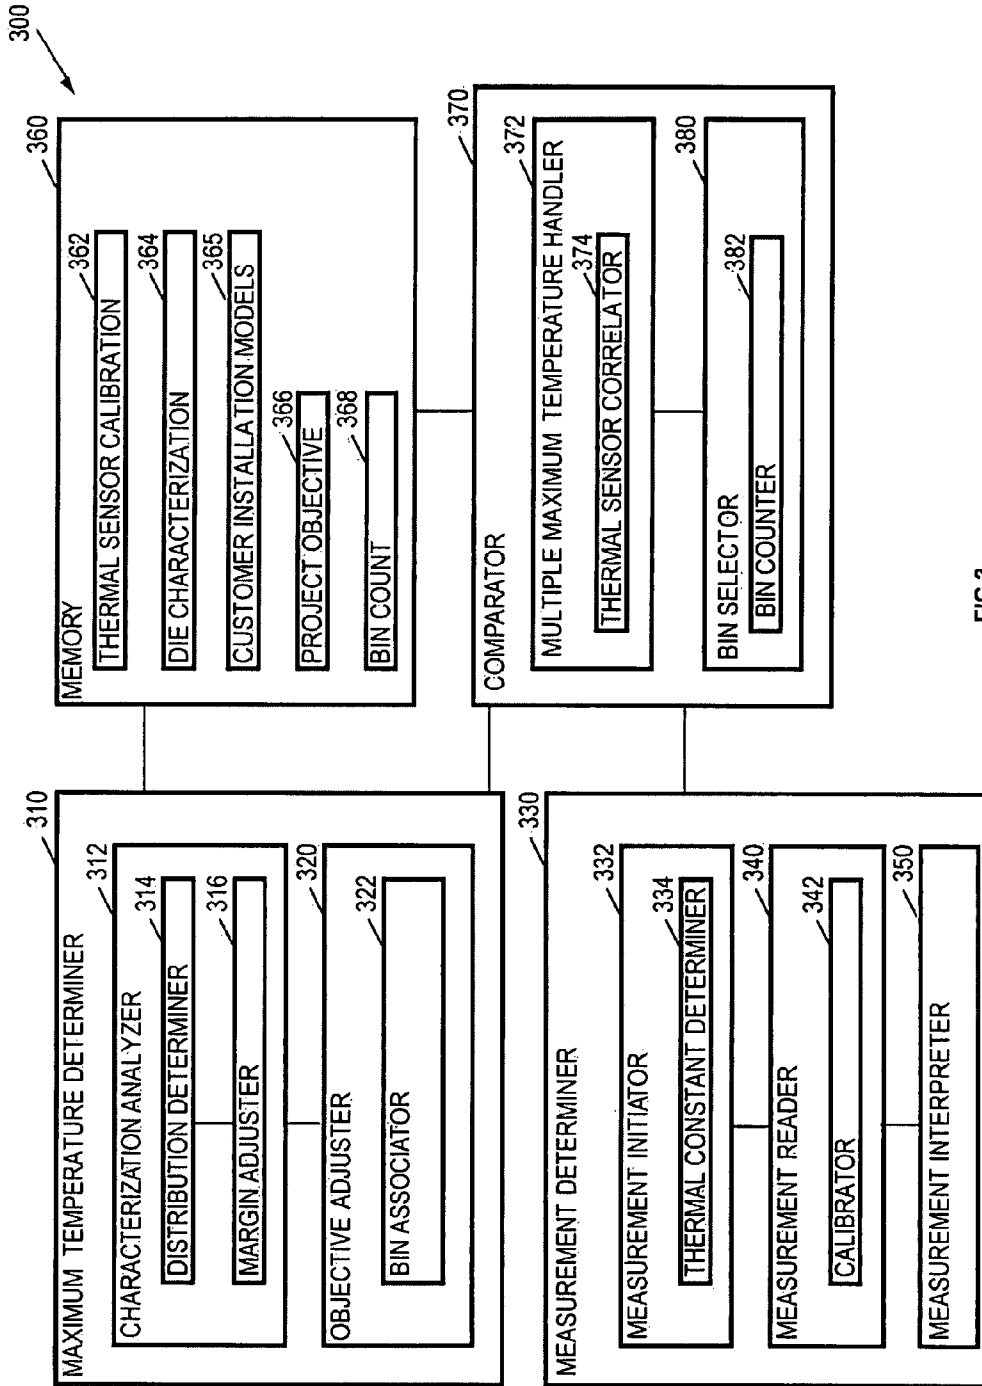 300
310
MAXIMUM TEMPERATURE DETERMINER
312
CHARACTERIZATION ANALYZER
314
DISTRIBUTION DETERMINER
316
MARGIN ADJUSTER
320
OBJECTIVE ADJUSTER
322
BIN ASSOCIATOR
330
MEASUREMENT DETERMINER
332
MEASUREMENT INITIATOR
334
THERMAL CONSTANT DETERMINER
340
MEASUREMENT READER
342
CALIBRATOR
350
MEASUREMENT INTERPRETER
360
MEMORY
362
THERMAL SENSOR CALIBRATION
364
DIE CHARACTERIZATION
365
CUSTOMER INSTALLATION MODELS
366
PROJECT OBJECTIVE
368
BIN COUNT
370
COMPARATOR
372
MULTIPLE MAXIMUM TEMPERATURE HANDLER
374
THERMAL SENSOR CORRELATOR
380
BIN SELECTOR
382
BIN COUNTER